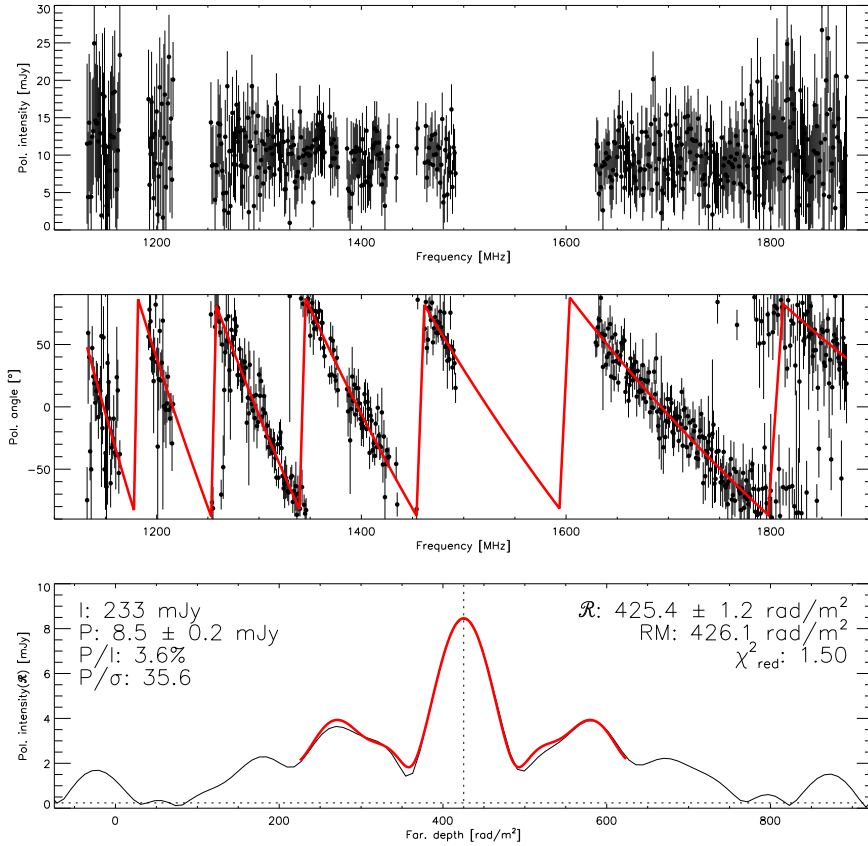 30
25
20
15
10
5
0
Pol. intensity [mJy]
1200 1400 1600 1800
Frequency [MHz]
50
0
−50
Pol. angle [°]
1200 1400 1600 1800
Frequency [MHz]
10
8
6
4
2
0
Pol. intensity(ℛ) [mJy]
I: 233 mJy
P: 8.5 ± 0.2 mJy
P/I: 3.6%
P/σ: 35.6
ℛ: 425.4 ± 1.2 rad/m²
RM: 426.1 rad/m²
χ²red: 1.50
0 200 400 600 800
Far. depth [rad/m²]